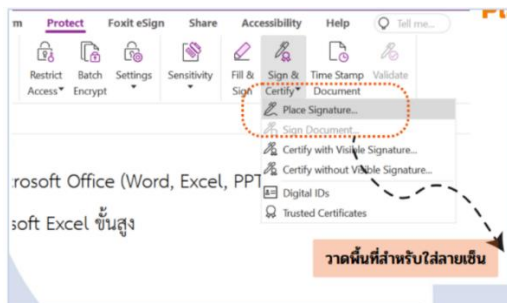 Protect Foxit eSign Share Accessibility Help Tell me...
Restrict Access Batch Encrypt Settings Sensitivity Fill & Sign Sign & Certify Time Stamp Document Validate
Place Signature...
Sign Document...
Certify with Visible Signature...
Certify without Visible Signature...
Digital IDs
Trusted Certificates
rosoft Office (Word, Excel, PPT
soft Excel ขั้นสูง
วาดพื้นที่สำหรับใส่ลายเซ็น